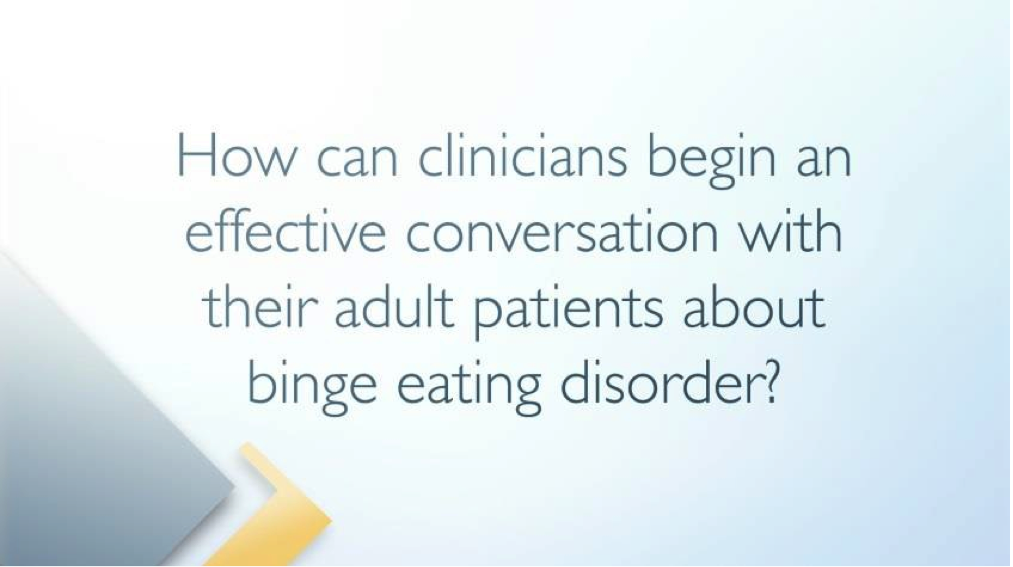 How can clinicians begin an
effective conversation with
their adult patients about
binge eating disorder?